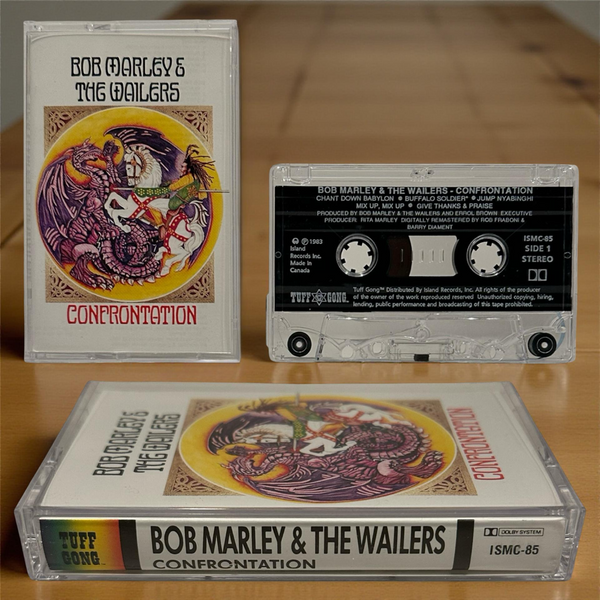 BOB MARLEY &
THE WAILERS
CONFRONTATION
BOB MARLEY & THE WAILERS - CONFRONTATION
CHANT DOWN BABYLON • BUFFALO SOLDIER* • JUMP NYABINGHI
MIX UP, MIX UP • GIVE THANKS & PRAISE
PRODUCED BY BOB MARLEY & THE WAILERS AND ERROL BROWN EXECUTIVE
PRODUCER: RITA MARLEY DIGITALLY REMASTERED BY ROB FRABONI &
BARRY DIAMENT
℗ 1983
Island
Records Inc.
Made in
Canada
ISMC-85
SIDE 1
STEREO
TUFF GONG
Tuff Gong™ Distributed By Island Records, Inc. All rights of the producer
of the owner of the work reproduced reserved Unauthorized copying, hiring,
lending, public performance and broadcasting of this tape prohibited.
BOB MARLEY &
THE WAILERS
CONFRONTATION
TUFF
GONG
BOB MARLEY & THE WAILERS
CONFRONTATION
DOLBY SYSTEM
ISMC-85